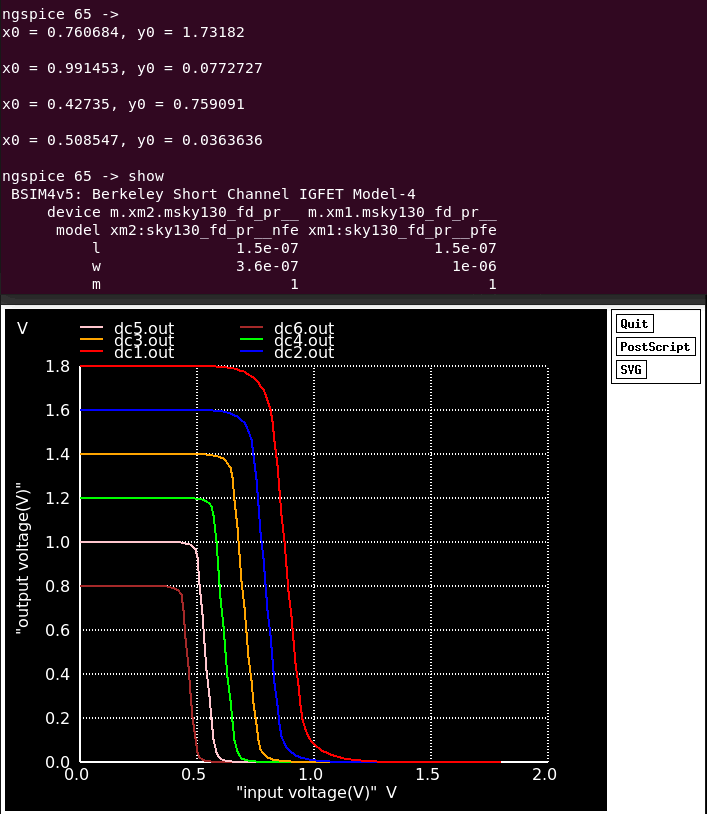 ngspice 65 ->
x0 = 0.760684, y0 = 1.73182
x0 = 0.991453, y0 = 0.0772727
x0 = 0.42735, y0 = 0.759091
x0 = 0.508547, y0 = 0.0363636
ngspice 65 -> show
BSIM4v5: Berkeley Short Channel IGFET Model-4
device m.xm2.msky130_fd_pr__ m.xm1.msky130_fd_pr__
model xm2:sky130_fd_pr__nfe xm1:sky130_fd_pr__pfe
l 1.5e-07 1.5e-07
w 3.6e-07 1e-06
m 1 1
V
dc5.out dc6.out
dc3.out dc4.out
dc1.out dc2.out
Quit
PostScript
SVG
1.8
1.6
1.4
1.2
1.0
0.8
0.6
0.4
0.2
0.0
"output voltage(V)"
0.0 0.5 1.0 1.5 2.0
"input voltage(V)" V